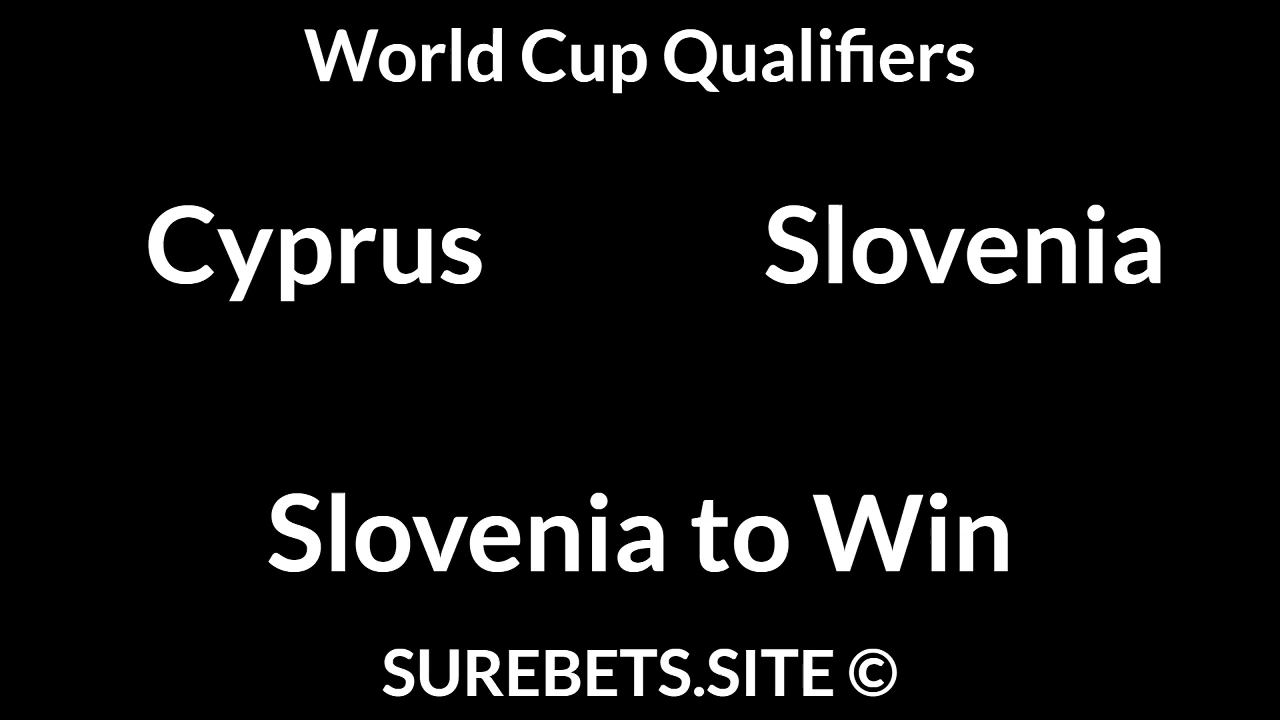 World Cup Qualifiers
Cyprus Slovenia
Slovenia to Win
SUREBETS.SITE ©